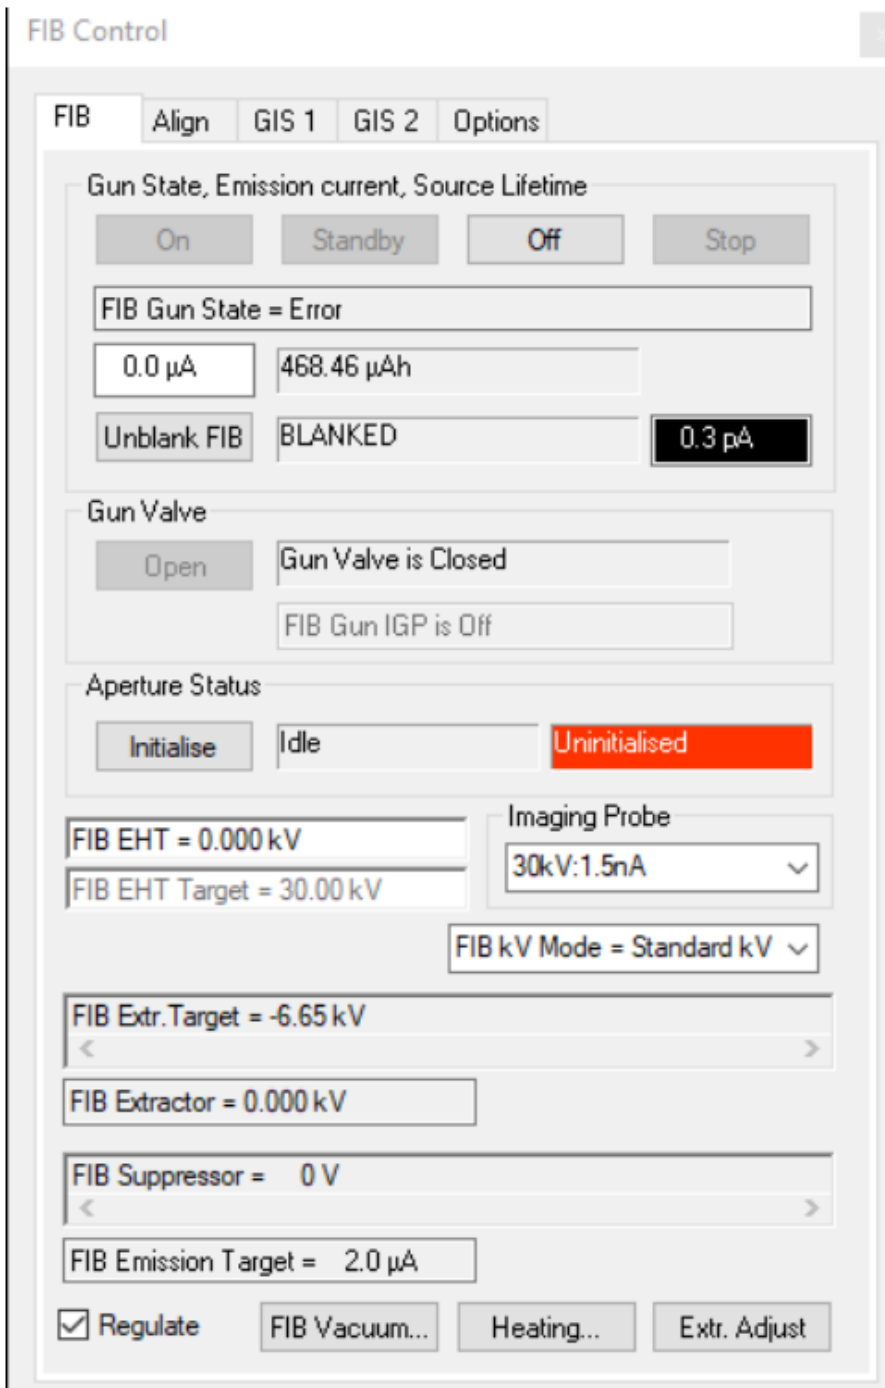 FIB Control
FIB Align GIS 1 GIS 2 Options
Gun State, Emission current, Source Lifetime
On Standby Off Stop
FIB Gun State = Error
0.0 µA 468.46 µAh
Unblank FIB BLANKED 0.3 pA
Gun Valve
Open Gun Valve is Closed
FIB Gun IGP is Off
Aperture Status
Initialise Idle Uninitialised
FIB EHT = 0.000 kV
FIB EHT Target = 30.00 kV
Imaging Probe
30kV:1.5nA
FIB kV Mode = Standard kV
FIB Extr.Target = -6.65 kV
FIB Extractor = 0.000 kV
FIB Suppressor = 0 V
FIB Emission Target = 2.0 µA
Regulate FIB Vacuum... Heating... Extr. Adjust